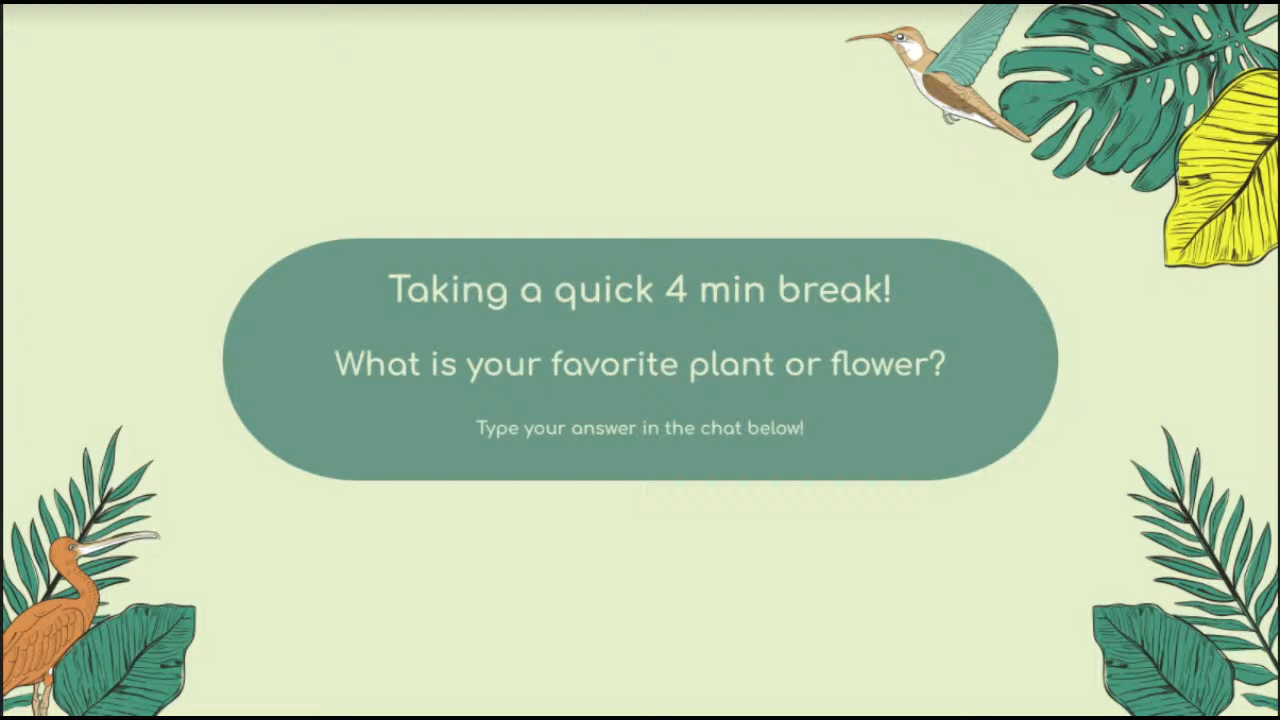 Taking a quick 4 min break!
What is your favorite plant or flower?
Type your answer in the chat below!